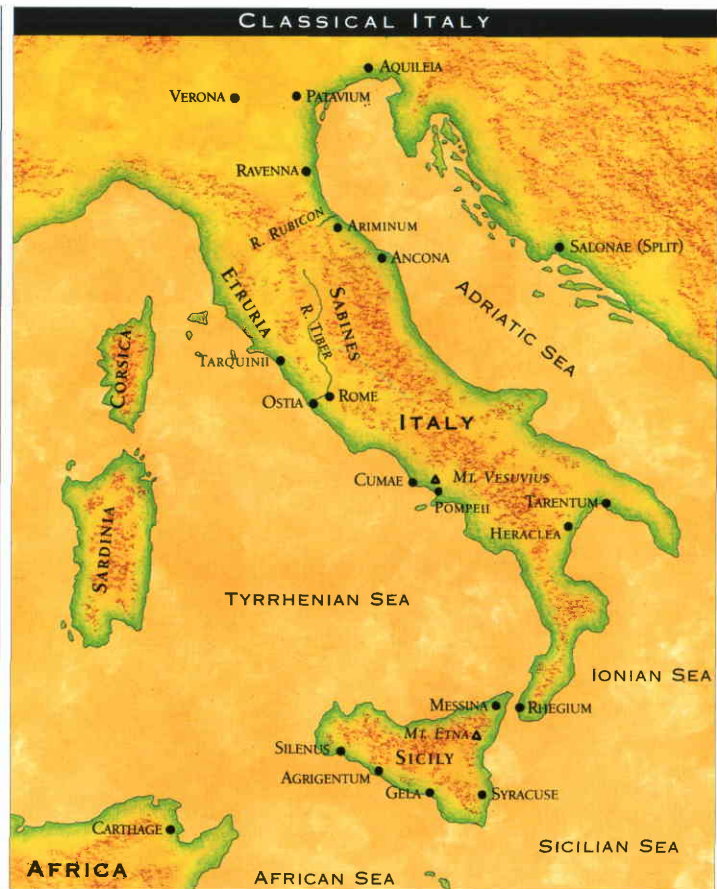 CLASSICAL ITALY
AQUILEIA
VERONA
PATAVIUM
RAVENNA
R. RUBICON
ARIMINUM
SALONAE (SPLIT)
ANCONA
ETRURIA
SABINES
ADRIATIC SEA
R. TIBER
CORSICA
TARQUINII
OSTIA
ROME
ITALY
CUMAE
MT. VESUVIUS
POMPEII
TARENTUM
HERACLEA
SARDINIA
TYRRHENIAN SEA
IONIAN SEA
MESSINA
RHEGIUM
MT. ETNA
SILENUS
SICILY
AGRIGENTUM
GELA
SYRACUSE
CARTHAGE
SICILIAN SEA
AFRICA
AFRICAN SEA